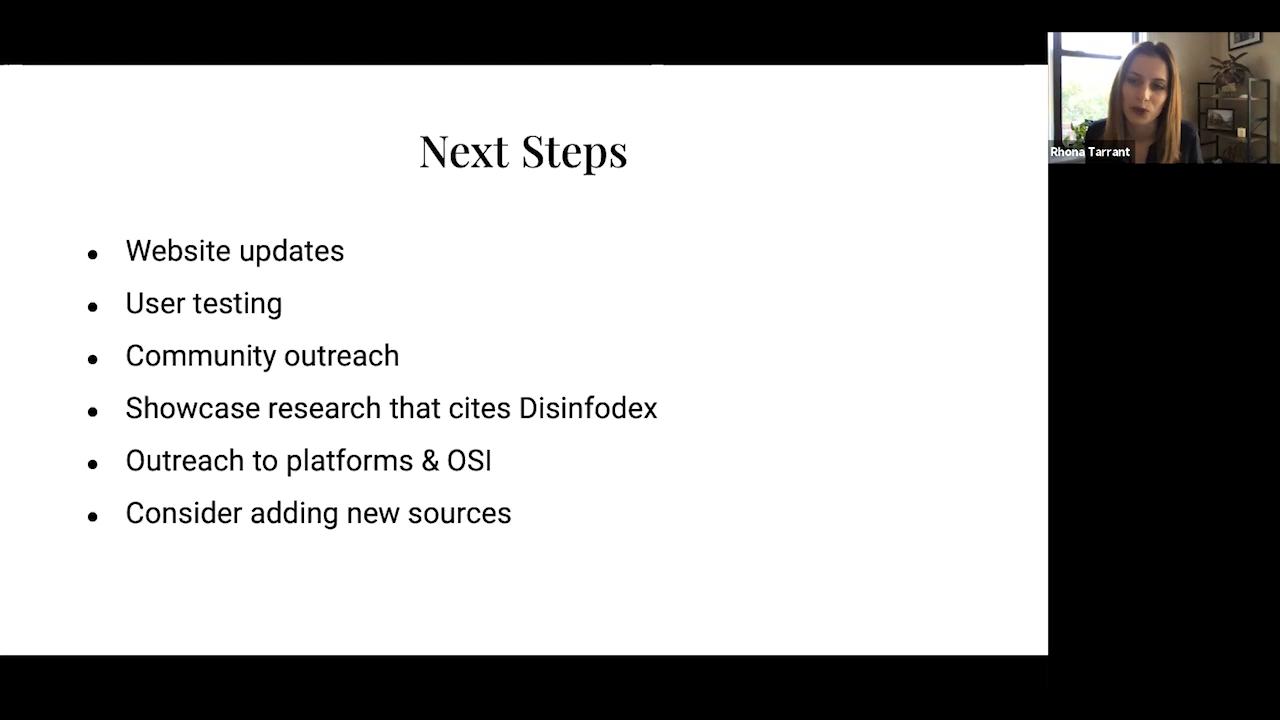 Next Steps
Website updates
User testing
Community outreach
Showcase research that cites Disinfodex
Outreach to platforms & OSI
Consider adding new sources
Rhona Tarrant